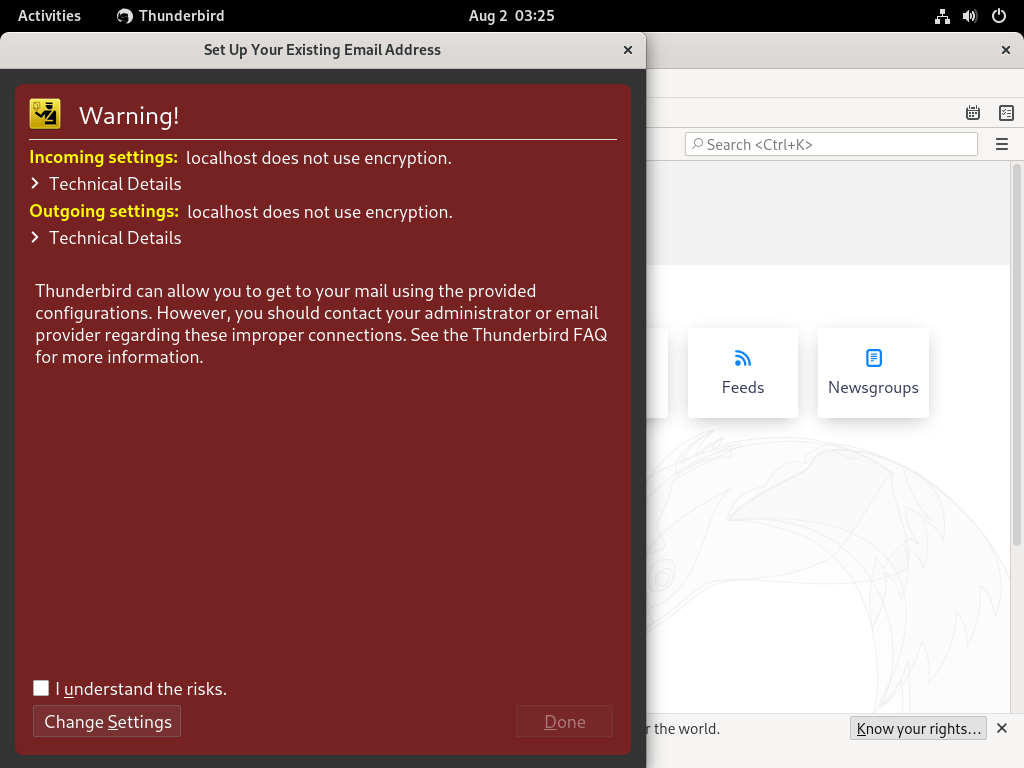 Activities
Thunderbird
Aug 2 03:25
Set Up Your Existing Email Address
Warning!
Incoming settings: localhost does not use encryption.
Technical Details
Outgoing settings: localhost does not use encryption.
Technical Details
Thunderbird can allow you to get to your mail using the provided
configurations. However, you should contact your administrator or email
provider regarding these improper connections. See the Thunderbird FAQ
for more information.
I understand the risks.
Change Settings
Done
Search <Ctrl+K>
Feeds
Newsgroups
the world.
Know your rights…